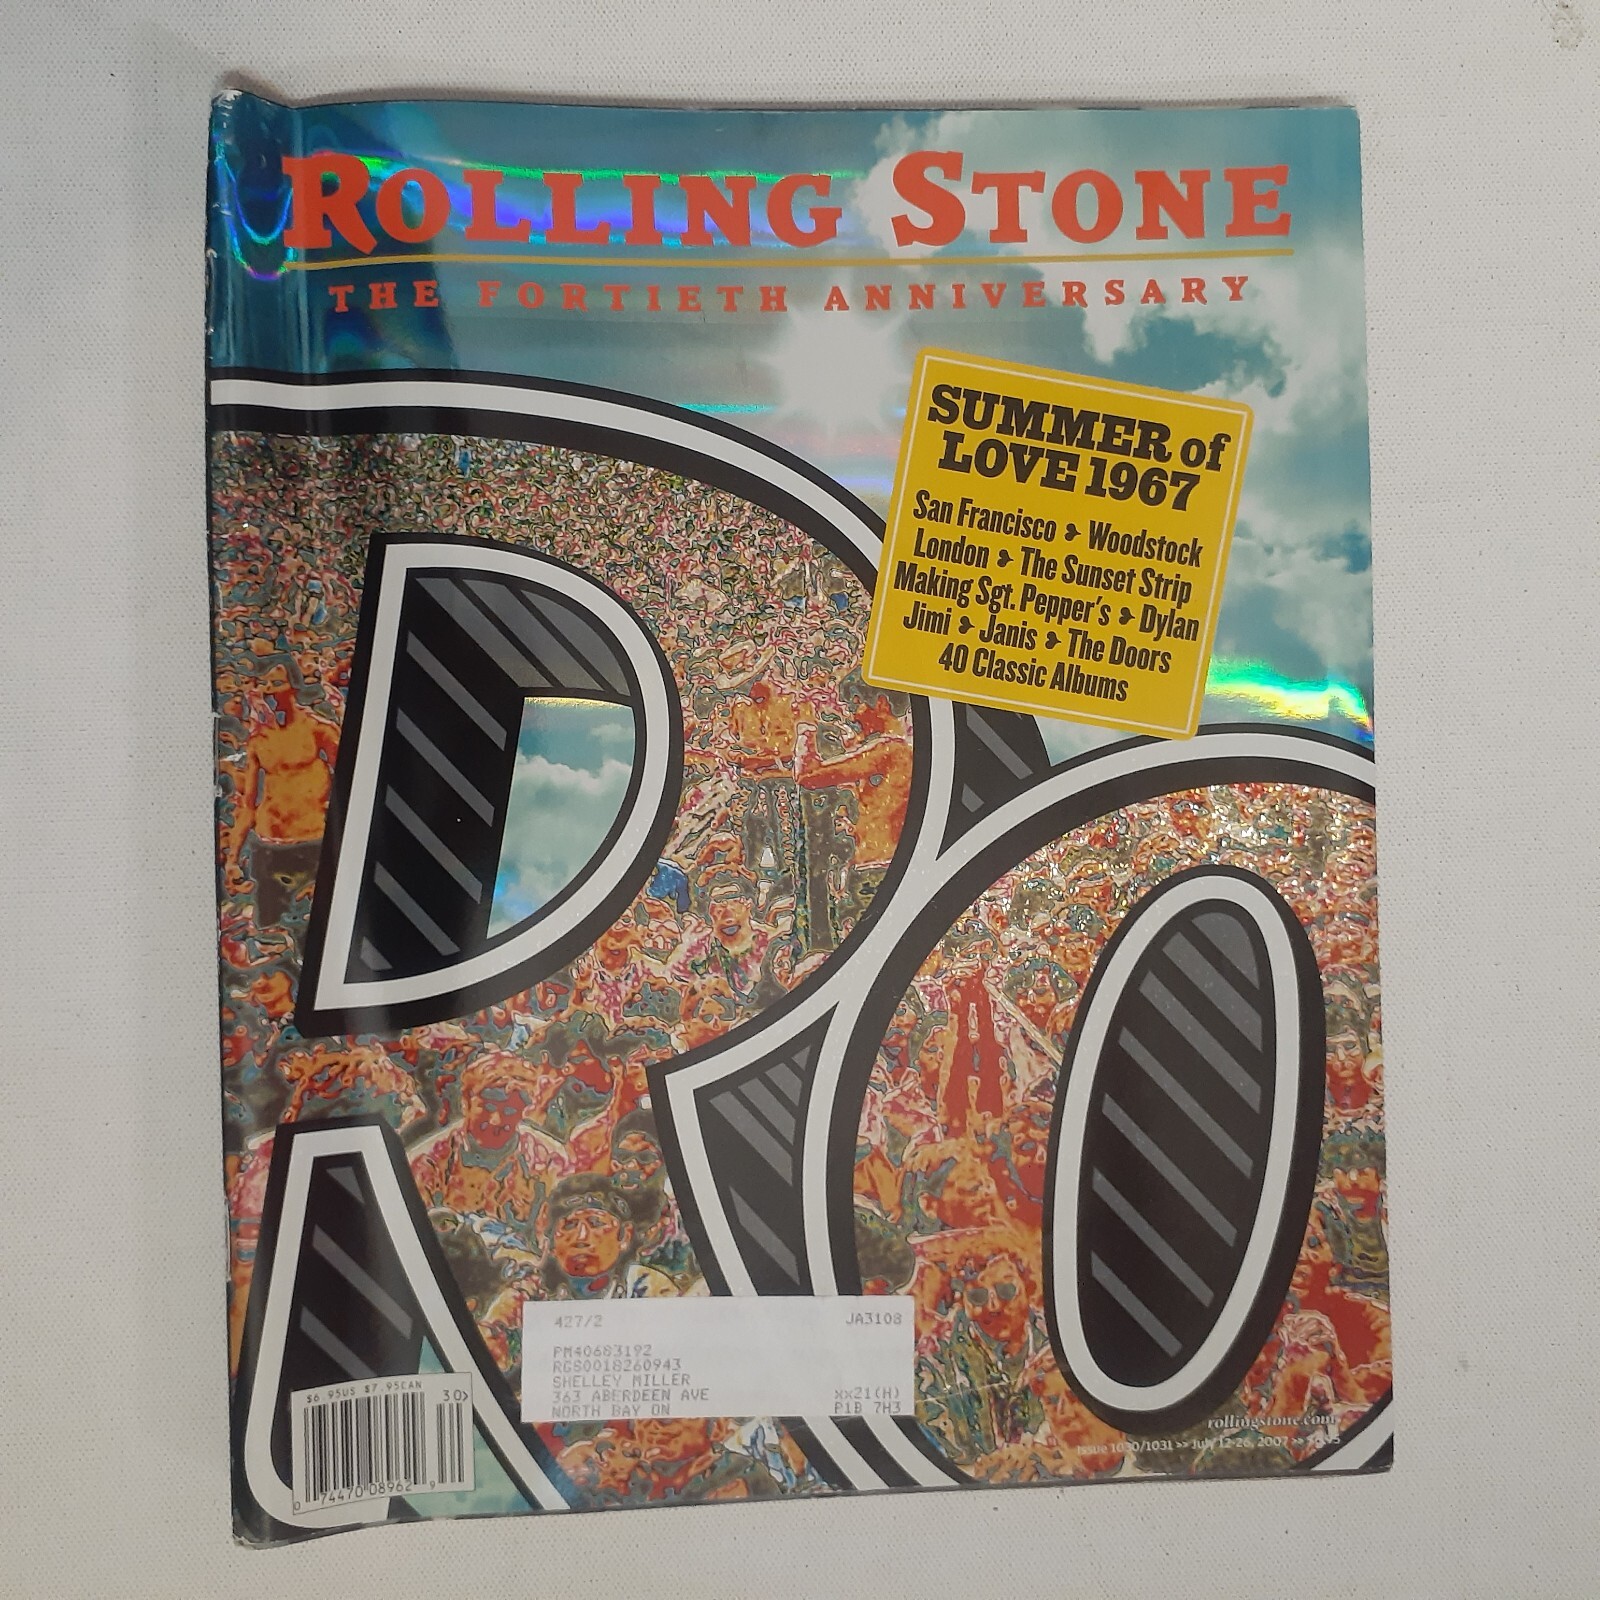 ROLLING STONE
THE FORTIETH ANNIVERSARY
SUMMER of
LOVE 1967
San Francisco ❥ Woodstock
London ❥ The Sunset Strip
Making Sgt. Pepper's ❥ Dylan
Jimi ❥ Janis ❥ The Doors
40 Classic Albums
Ro
427/2 JA3108
PM40683192
RGS0018260943
SHELLEY MILLER
363 ABERDEEN AVE xx21(H)
NORTH BAY ON P1B 7H3
$6.95US $7.95CAN 30>
0 74470 08962 9
rollingstone.com
Issue 1030/1031 >> July 12-26, 2007 >> $6.95